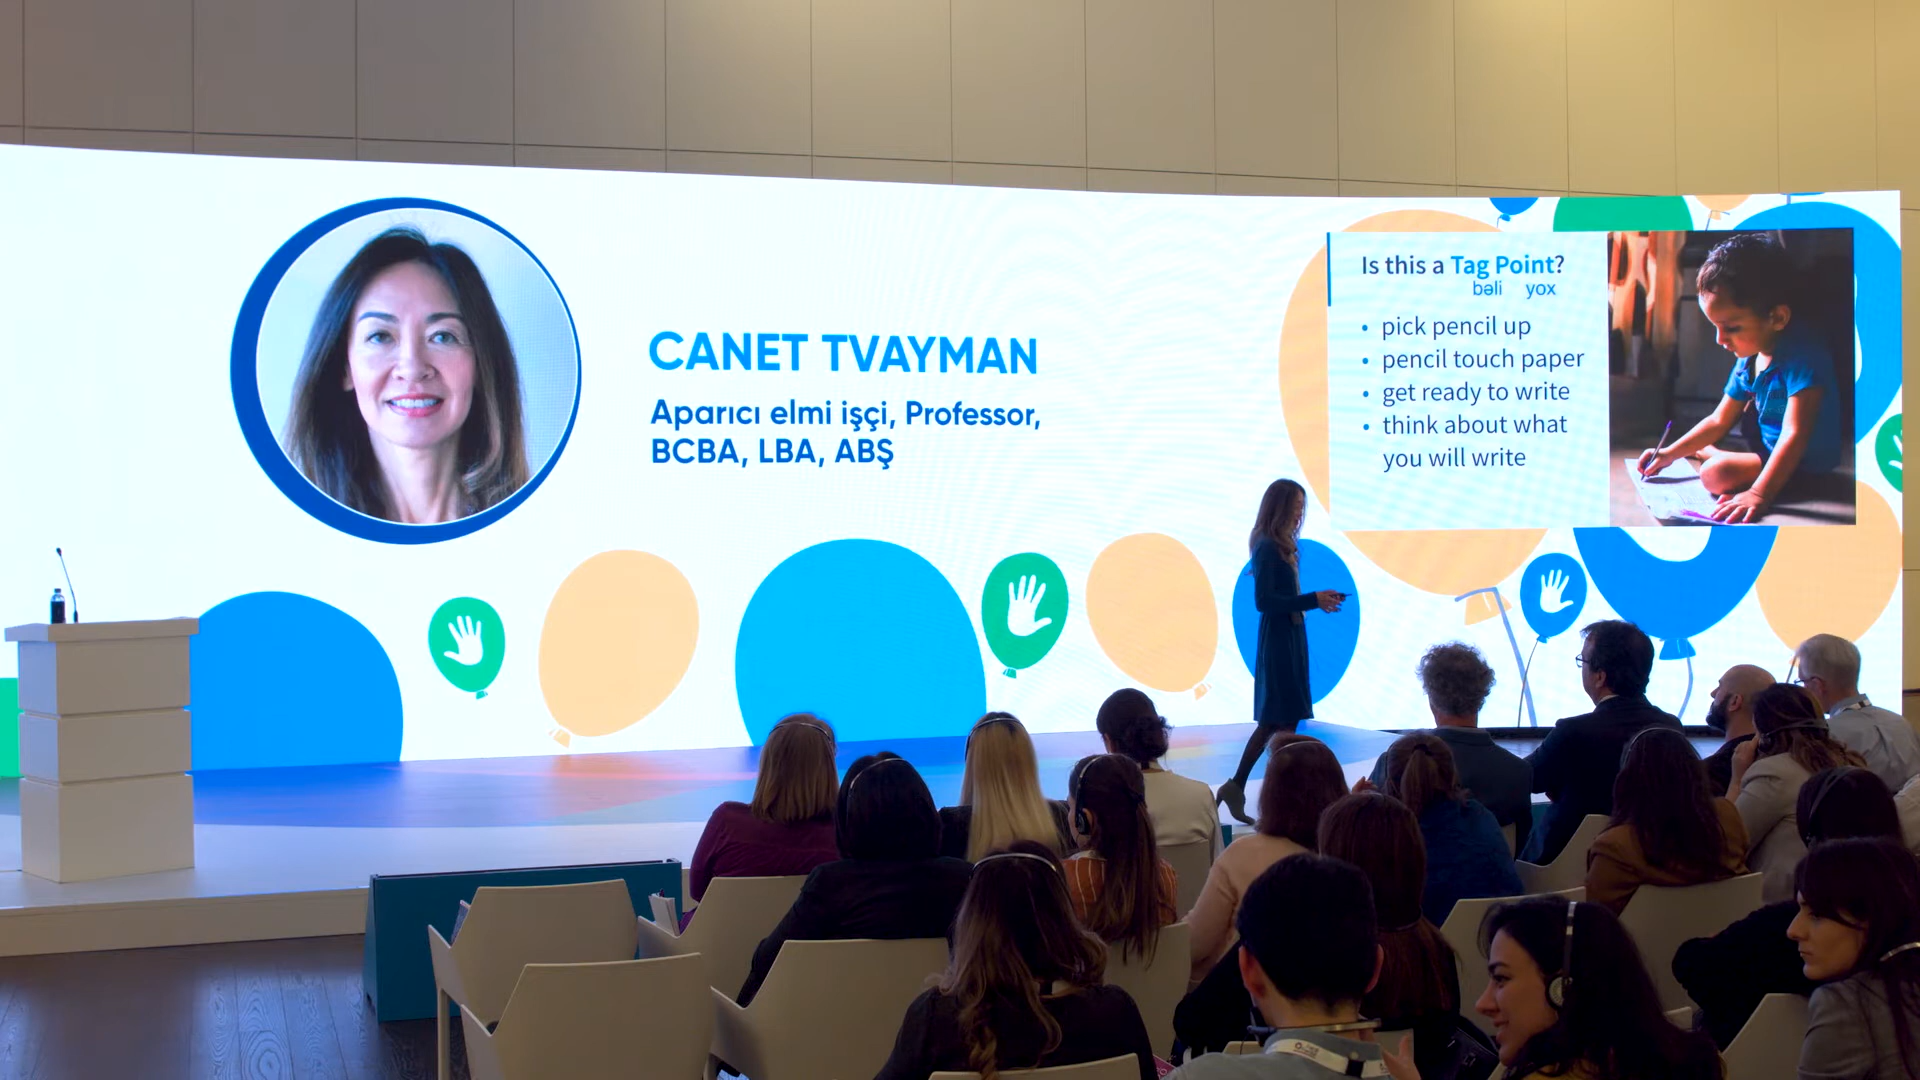 CANET TVAYMAN
Aparıcı elmi işçi, Professor,
BCBA, LBA, ABŞ
Is this a Tag Point?
bəli yox
• pick pencil up
• pencil touch paper
• get ready to write
• think about what
you will write